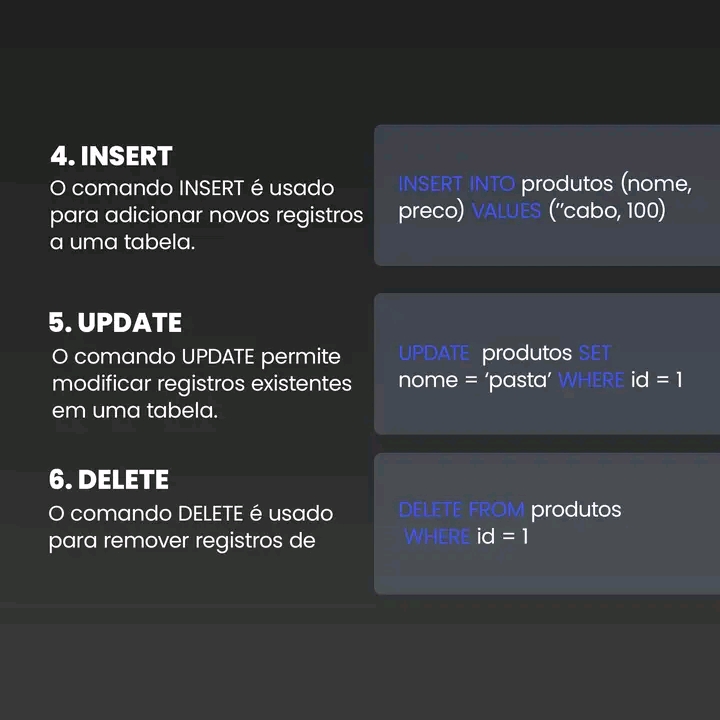 4. INSERT
O comando INSERT é usado
para adicionar novos registros
a uma tabela.
INSERT INTO produtos (nome,
preco) VALUES (”cabo, 100)
5. UPDATE
O comando UPDATE permite
modificar registros existentes
em uma tabela.
UPDATE produtos SET
nome = ‘pasta’ WHERE id = 1
6. DELETE
O comando DELETE é usado
para remover registros de
DELETE FROM produtos
WHERE id = 1